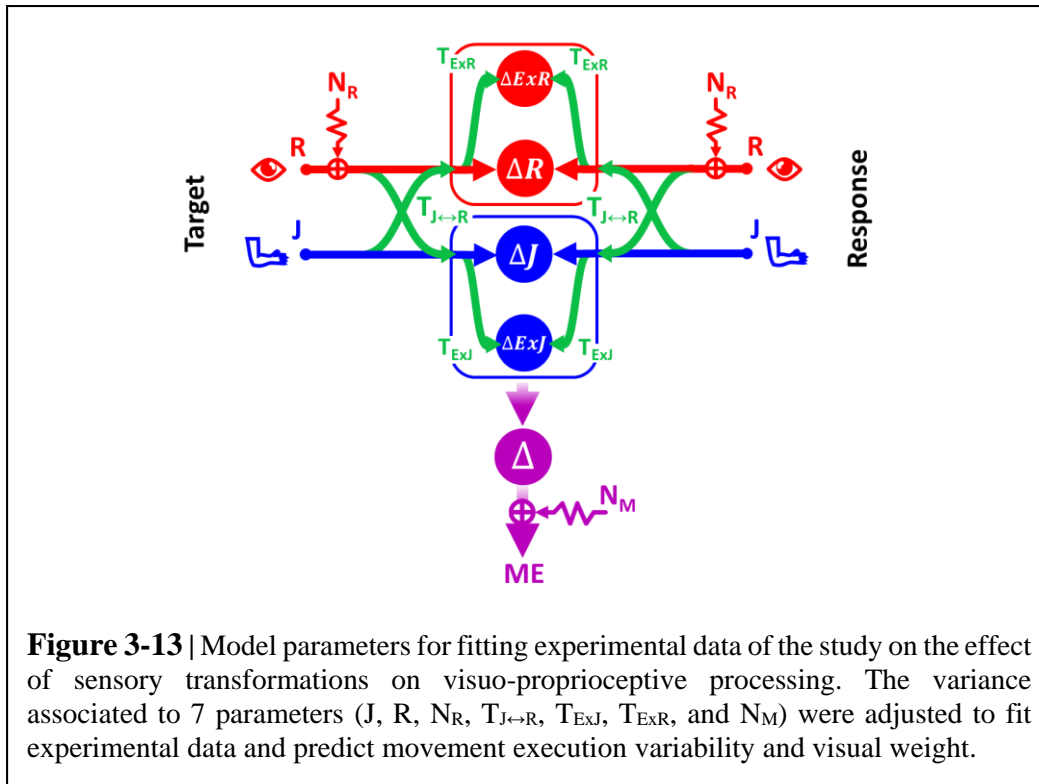 T_ExR T_ExR
ΔExR
N_R N_R
R R
ΔR
Target T_J↔R T_J↔R Response
J J
ΔJ
T_ExJ ΔExJ T_ExJ
Δ
N_M
ME
Figure 3-13 | Model parameters for fitting experimental data of the study on the effect
of sensory transformations on visuo-proprioceptive processing. The variance
associated to 7 parameters (J, R, N_R, T_J↔R, T_ExJ, T_ExR, and N_M) were adjusted to fit
experimental data and predict movement execution variability and visual weight.